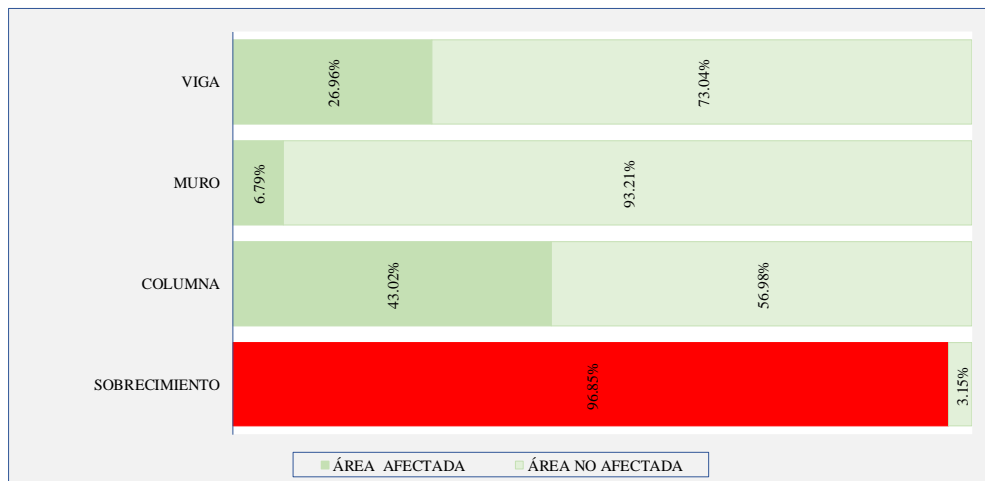 VIGA
26.96%
73.04%
MURO
6.79%
93.21%
COLUMNA
43.02%
56.98%
SOBRECIMIENTO
96.85%
3.15%
ÁREA AFECTADA
ÁREA NO AFECTADA